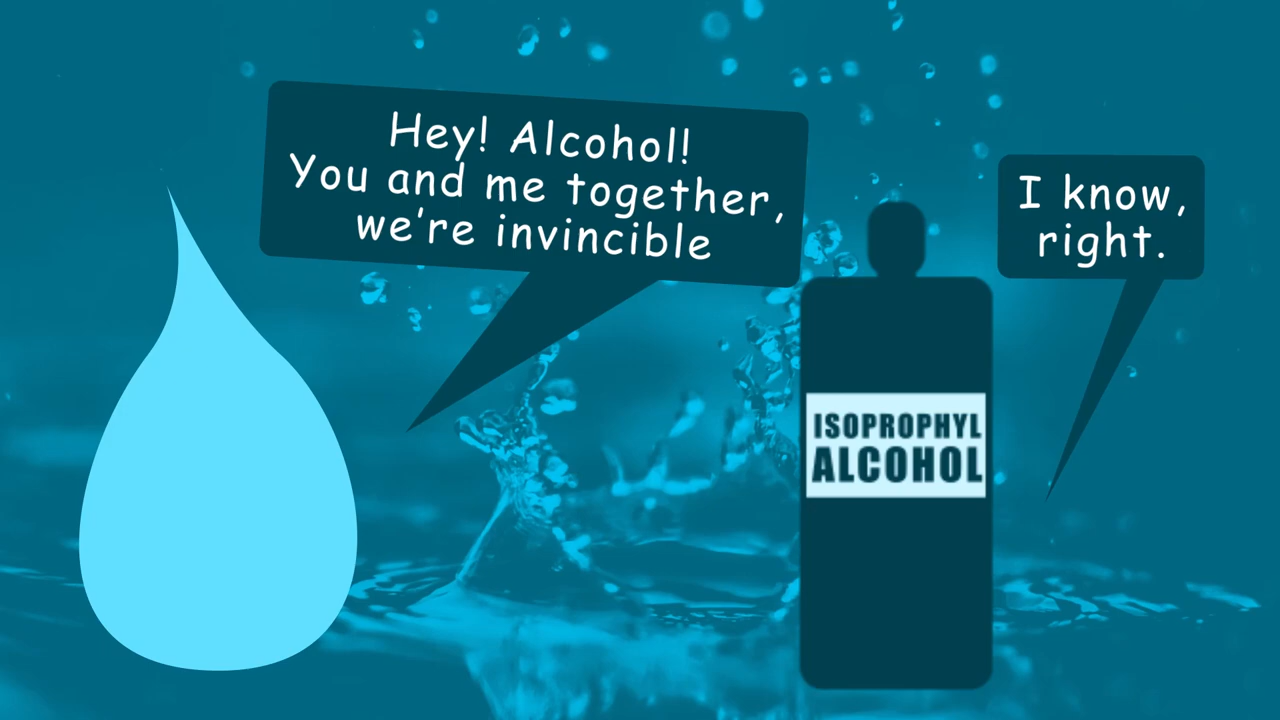 Hey! Alcohol!
You and me together,
we're invincible
I know,
right.
ISOPROPHYL
ALCOHOL